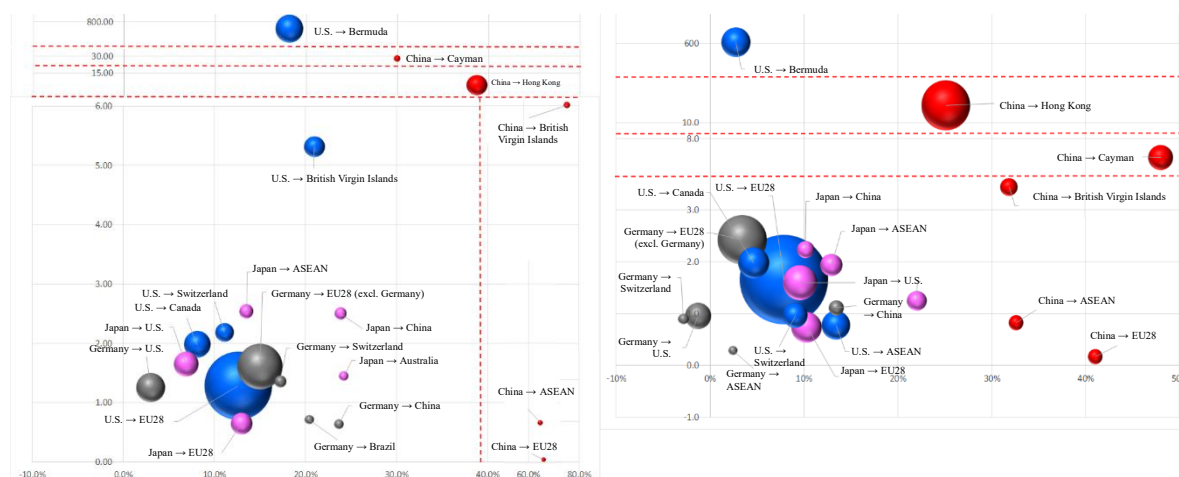 800.00
U.S. → Bermuda
30.00
China → Cayman
15.00
China → Hong Kong
6.00
China → British
Virgin Islands
5.00
U.S. → British Virgin Islands
4.00
3.00
Japan → ASEAN
U.S. → Switzerland
Germany → EU28 (excl. Germany)
U.S. → Canada
Japan → U.S.
Japan → China
2.00
Germany → U.S.
Germany → Switzerland
Japan → Australia
1.00
China → ASEAN
U.S. → EU28
Germany → China
Germany → Brazil
China → EU28
Japan → EU28
0.00
-10.0% 0.0% 10.0% 20.0% 30.0% 40.0% 60.0% 80.0%
600
U.S. → Bermuda
China → Hong Kong
10.0
8.0
China → Cayman
U.S. → EU28
U.S. → Canada
Japan → China
China → British Virgin Islands
3.0
Germany → EU28
(excl. Germany)
Japan → ASEAN
2.0
Germany →
Switzerland
Japan → U.S.
Germany
→ China
China → ASEAN
Germany →
U.S.
China → EU28
U.S. →
Switzerland
U.S. → ASEAN
0.0
Germany →
ASEAN
Japan → EU28
-10% 0% 10% 20% 30% 40% 50%
-1.0